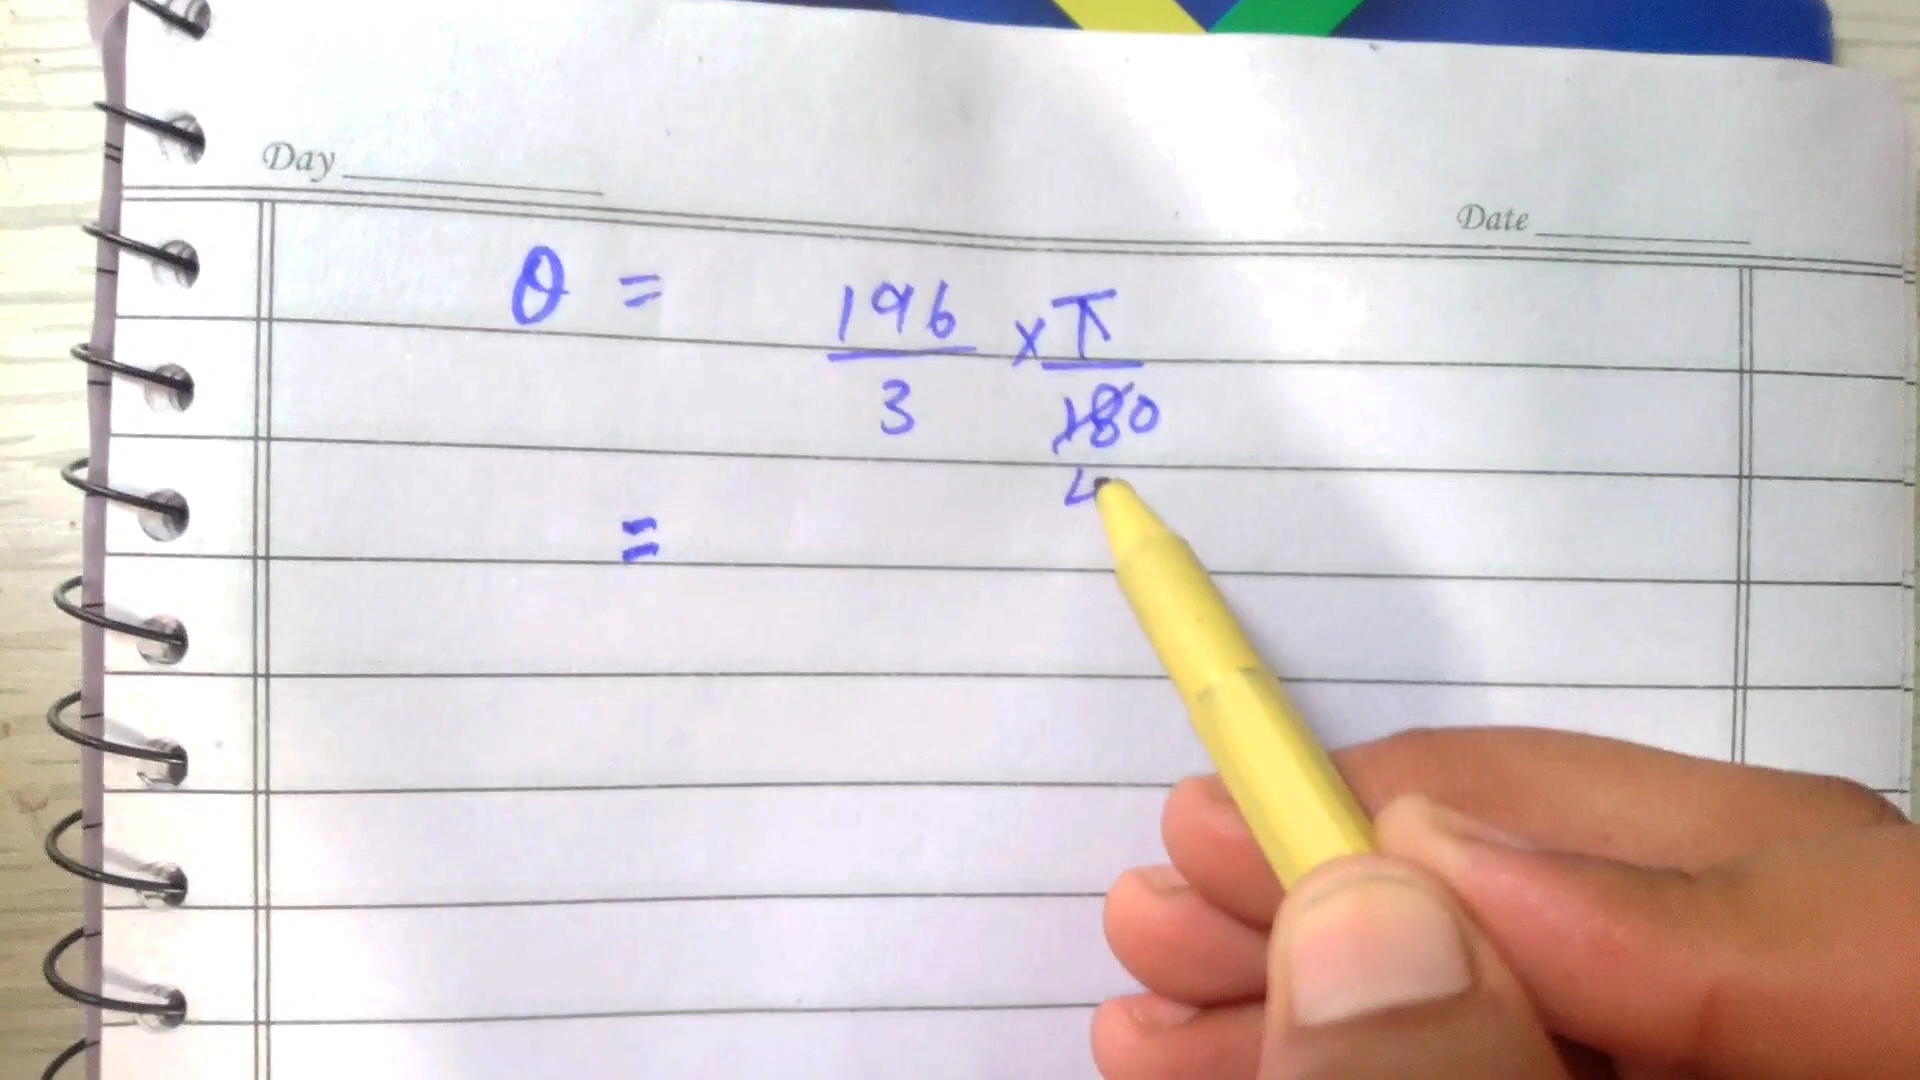 Day
Date
θ = 196/3 × π/180
4
=